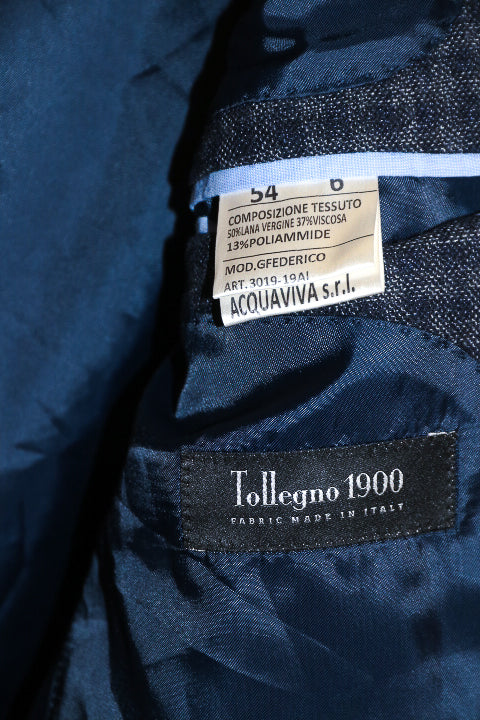 54 6
COMPOSIZIONE TESSUTO
50%LANA VERGINE 37%VISCOSA
13%POLIAMMIDE
MOD.GFEDERICO
ART.3019-19AI
ACQUAVIVA s.r.l.
Tollegno 1900
FABRIC MADE IN ITALY